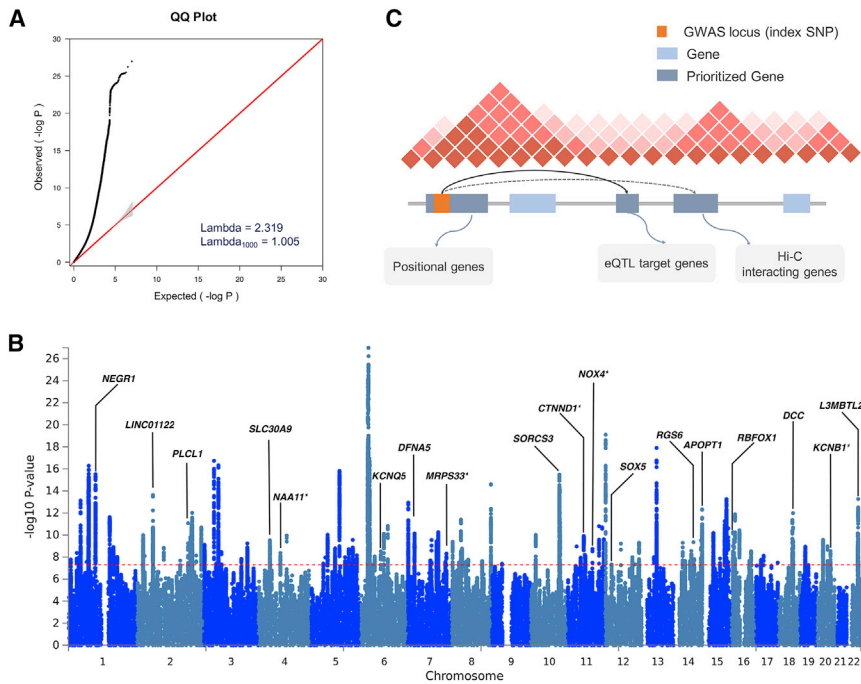 A
QQ Plot
30
25
20
15
10
5
0
Observed ( -log P )
Lambda = 2.319
Lambda1000 = 1.005
0
5
10
15
20
25
30
Expected ( -log P )
C
GWAS locus (index SNP)
Gene
Prioritized Gene
Positional genes
eQTL target genes
Hi-C
interacting genes
B
26
24
22
20
18
16
14
12
10
8
6
4
2
0
-log10 P-value
NEGR1
LINC01122
PLCL1
SLC30A9
NAA11*
KCNQ5
DFNA5
MRPS33*
SORCS3
CTNND1*
NOX4*
SOX5
RGS6
APOPT1
RBFOX1
DCC
L3MBTL2
KCNB1*
1
2
3
4
5
6
7
8
9
10
11
12
13
14
15
16
17
18
19
20
21
22
Chromosome